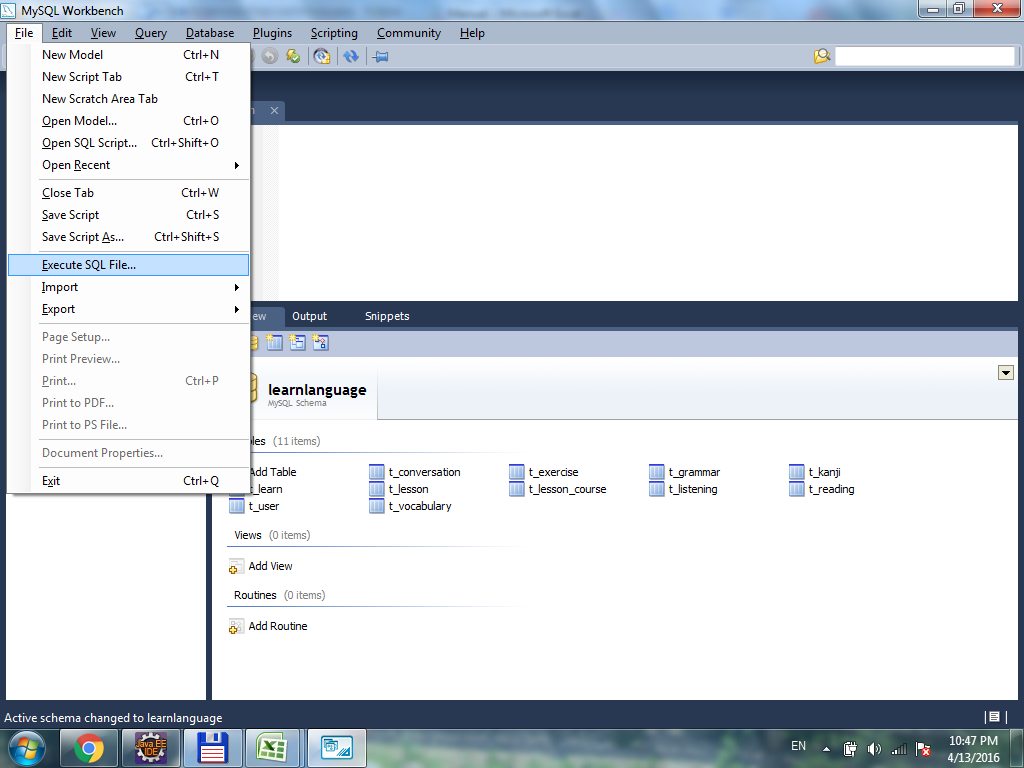 MySQL Workbench
File Edit View Query Database Plugins Scripting Community Help
New Model Ctrl+N
New Script Tab Ctrl+T
New Scratch Area Tab
Open Model... Ctrl+O
Open SQL Script... Ctrl+Shift+O
Open Recent
Close Tab Ctrl+W
Save Script Ctrl+S
Save Script As... Ctrl+Shift+S
Execute SQL File...
Import
Export
Page Setup...
Print Preview...
Print... Ctrl+P
Print to PDF...
Print to PS File...
Document Properties...
Exit Ctrl+Q
ew Output Snippets
learnlanguage
MySQL Schema
les (11 items)
Add Table t_conversation t_exercise t_grammar t_kanji
t_learn t_lesson t_lesson_course t_listening t_reading
t_user t_vocabulary
Views (0 items)
Add View
Routines (0 items)
Add Routine
Active schema changed to learnlanguage
Java EE
IDE
EN
10:47 PM
4/13/2016